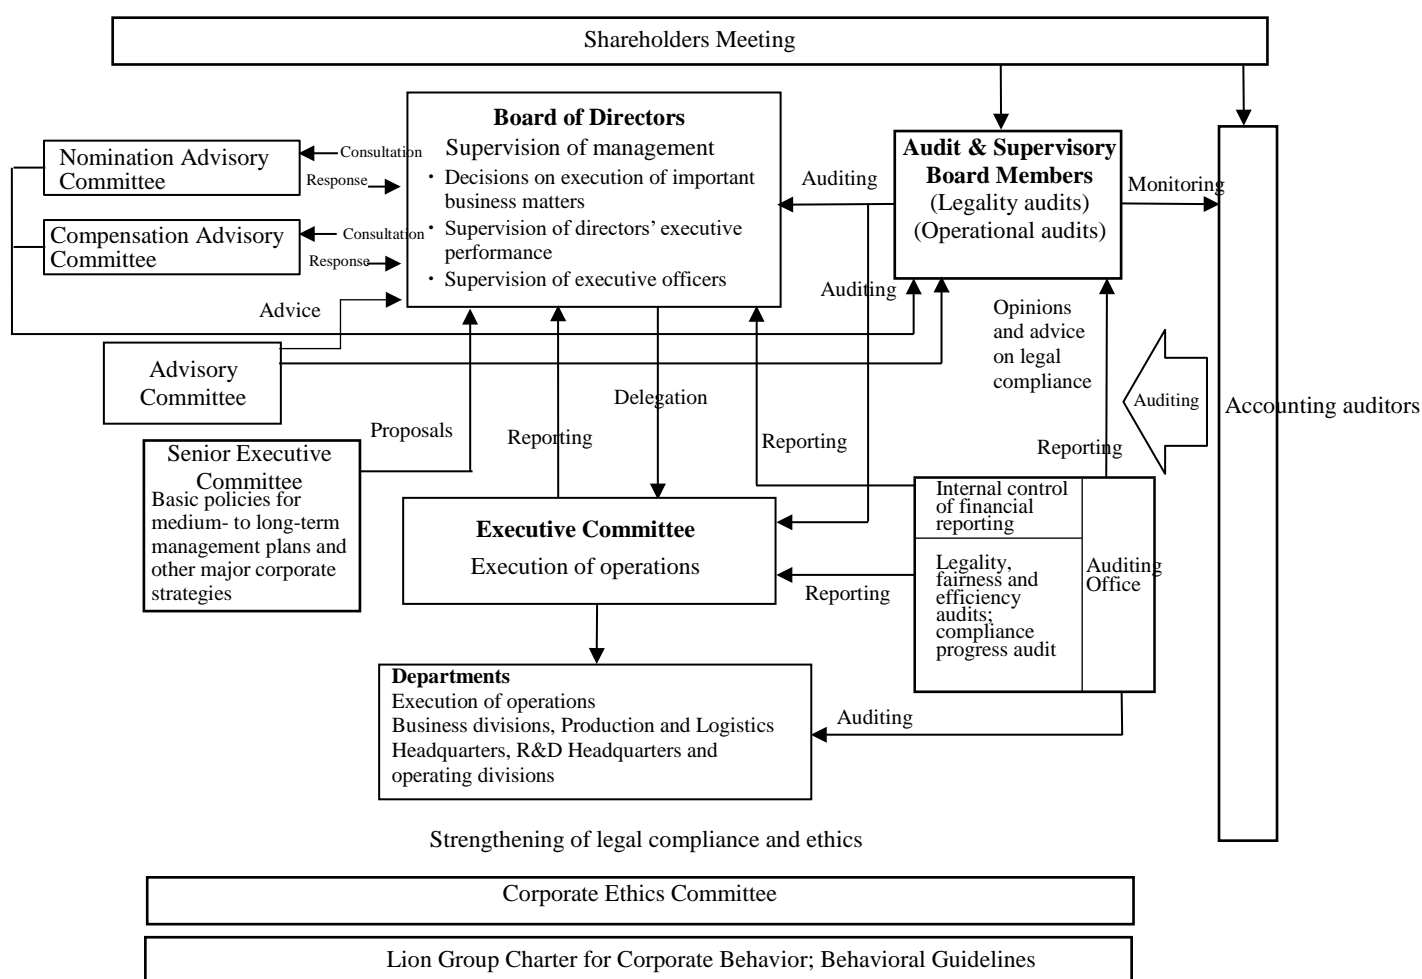 Shareholders Meeting
Board of Directors
Supervision of management
・Decisions on execution of important
business matters
・Supervision of directors’ executive
performance
・Supervision of executive officers
Nomination Advisory
Committee
Consultation
Response
Compensation Advisory
Committee
Consultation
Response
Audit & Supervisory
Board Members
(Legality audits)
(Operational audits)
Auditing
Monitoring
Auditing
Advice
Advisory
Committee
Opinions
and advice
on legal
compliance
Auditing
Accounting auditors
Delegation
Proposals
Reporting
Reporting
Reporting
Senior Executive
Committee
Basic policies for
medium- to long-term
management plans and
other major corporate
strategies
Executive Committee
Execution of operations
Reporting
Internal control
of financial
reporting
Legality,
fairness and
efficiency
audits;
compliance
progress audit
Auditing
Office
Departments
Execution of operations
Business divisions, Production and Logistics
Headquarters, R&D Headquarters and
operating divisions
Auditing
Strengthening of legal compliance and ethics
Corporate Ethics Committee
Lion Group Charter for Corporate Behavior; Behavioral Guidelines